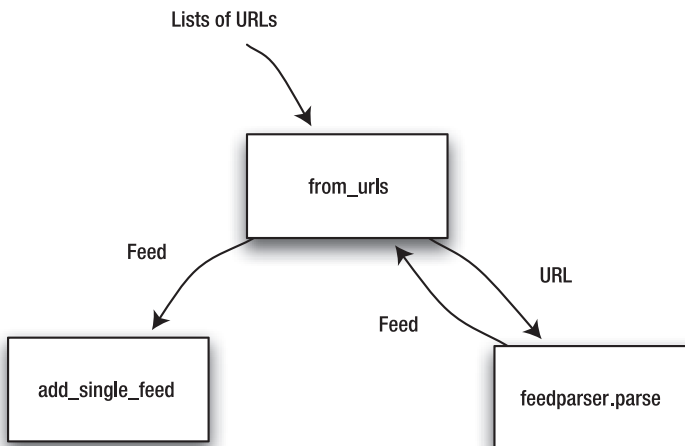 Lists of URLs
from_urls
Feed
URL
Feed
add_single_feed
feedparser.parse